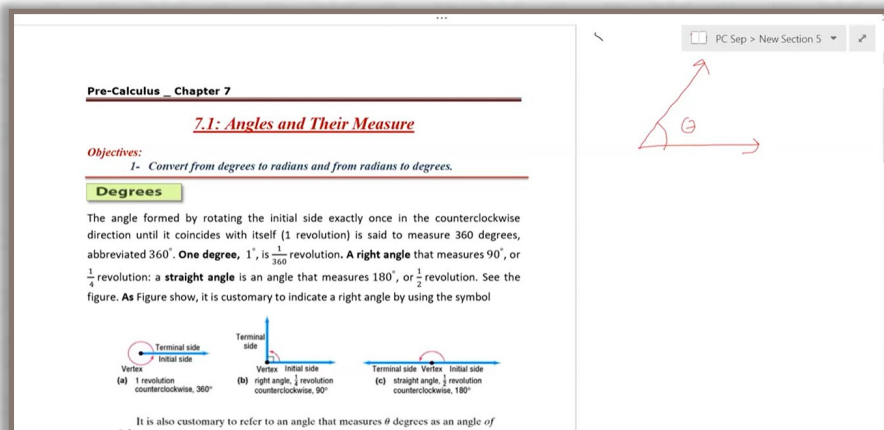 PC Sep > New Section 5
Pre-Calculus _ Chapter 7
7.1: Angles and Their Measure
Objectives:
1- Convert from degrees to radians and from radians to degrees.
Degrees
The angle formed by rotating the initial side exactly once in the counterclockwise
direction until it coincides with itself (1 revolution) is said to measure 360 degrees,
abbreviated 360°. One degree, 1°, is 1/360 revolution. A right angle that measures 90°, or
1/4 revolution: a straight angle is an angle that measures 180°, or 1/2 revolution. See the
figure. As Figure show, it is customary to indicate a right angle by using the symbol
Terminal side
Initial side
Vertex
(a) 1 revolution
counterclockwise, 360°
Terminal
side
Vertex Initial side
(b) right angle, 1/4 revolution
counterclockwise, 90°
Terminal side Vertex Initial side
(c) straight angle, 1/2 revolution
counterclockwise, 180°
It is also customary to refer to an angle that measures θ degrees as an angle of
θ